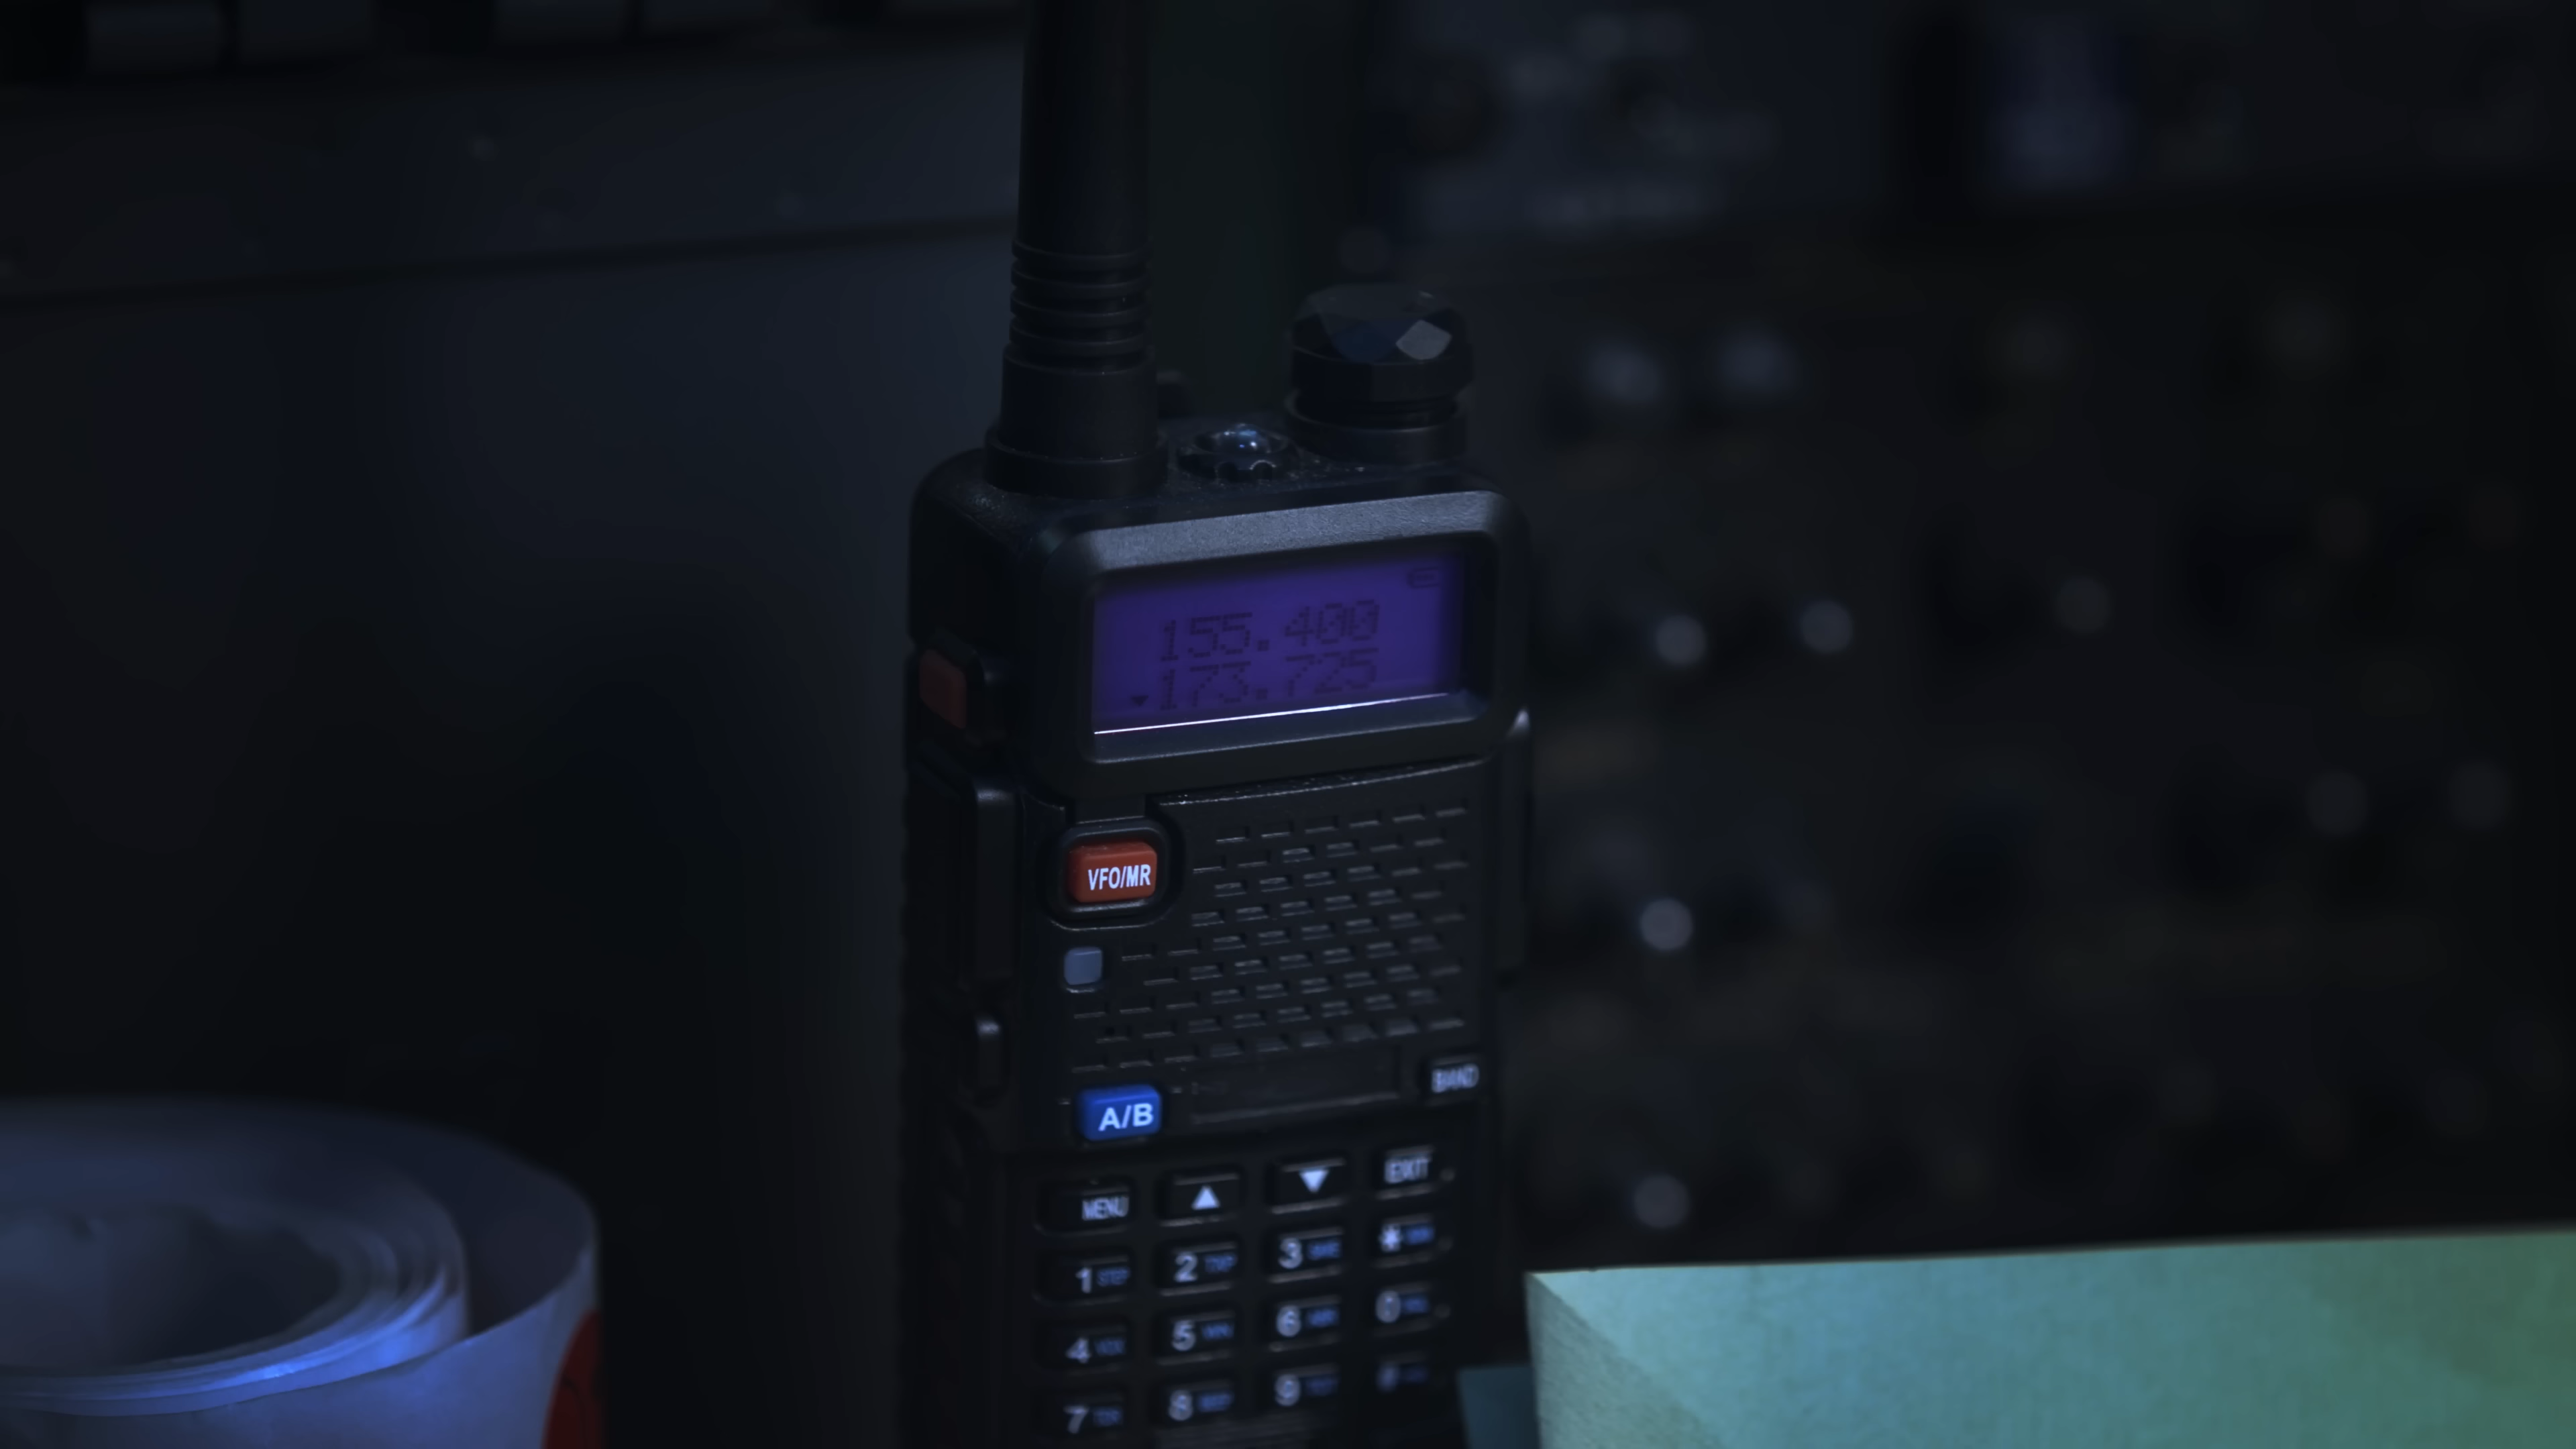 155.400
173.725
VFO/MR
A/B
BAND
MENU ▲ ▼ EXIT
1 STEP 2 3 *
4 5 6 0
7 8 9